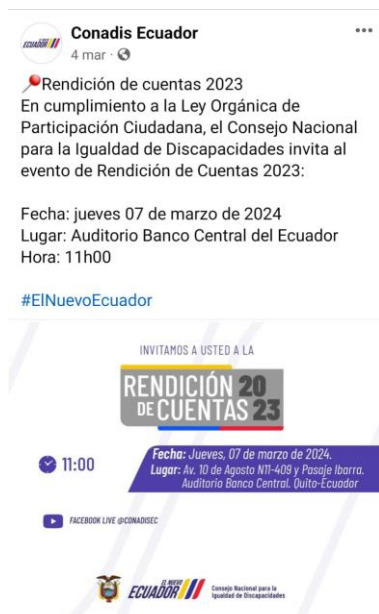 Conadis Ecuador
4 mar ·
Rendición de cuentas 2023
En cumplimiento a la Ley Orgánica de
Participación Ciudadana, el Consejo Nacional
para la Igualdad de Discapacidades invita al
evento de Rendición de Cuentas 2023:
Fecha: jueves 07 de marzo de 2024
Lugar: Auditorio Banco Central del Ecuador
Hora: 11h00
#ElNuevoEcuador
INVITAMOS A USTED A LA
RENDICIÓN 20
DE CUENTAS 23
11:00
Fecha: Jueves, 07 de marzo de 2024.
Lugar: Av. 10 de Agosto N11-409 y Pasaje Ibarra.
Auditorio Banco Central. Quito-Ecuador
FACEBOOK LIVE @CONADISEC
EL NUEVO
ECUADOR
Consejo Nacional para la
Igualdad de Discapacidades